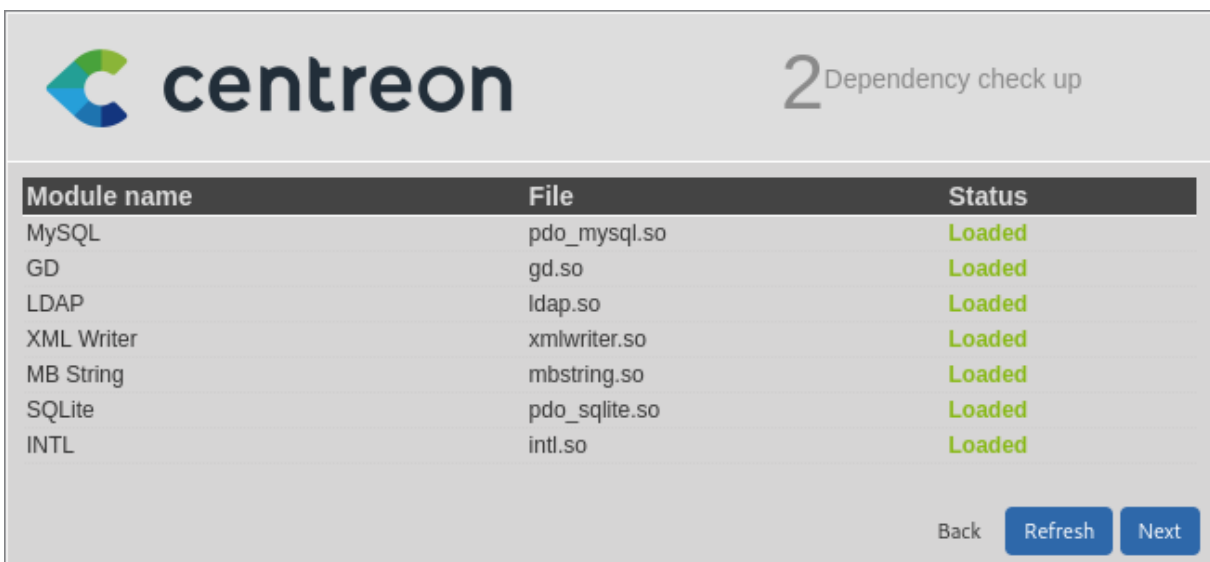 centreon
2 Dependency check up
Module name File Status
MySQL pdo_mysql.so Loaded
GD gd.so Loaded
LDAP ldap.so Loaded
XML Writer xmlwriter.so Loaded
MB String mbstring.so Loaded
SQLite pdo_sqlite.so Loaded
INTL intl.so Loaded
Back Refresh Next